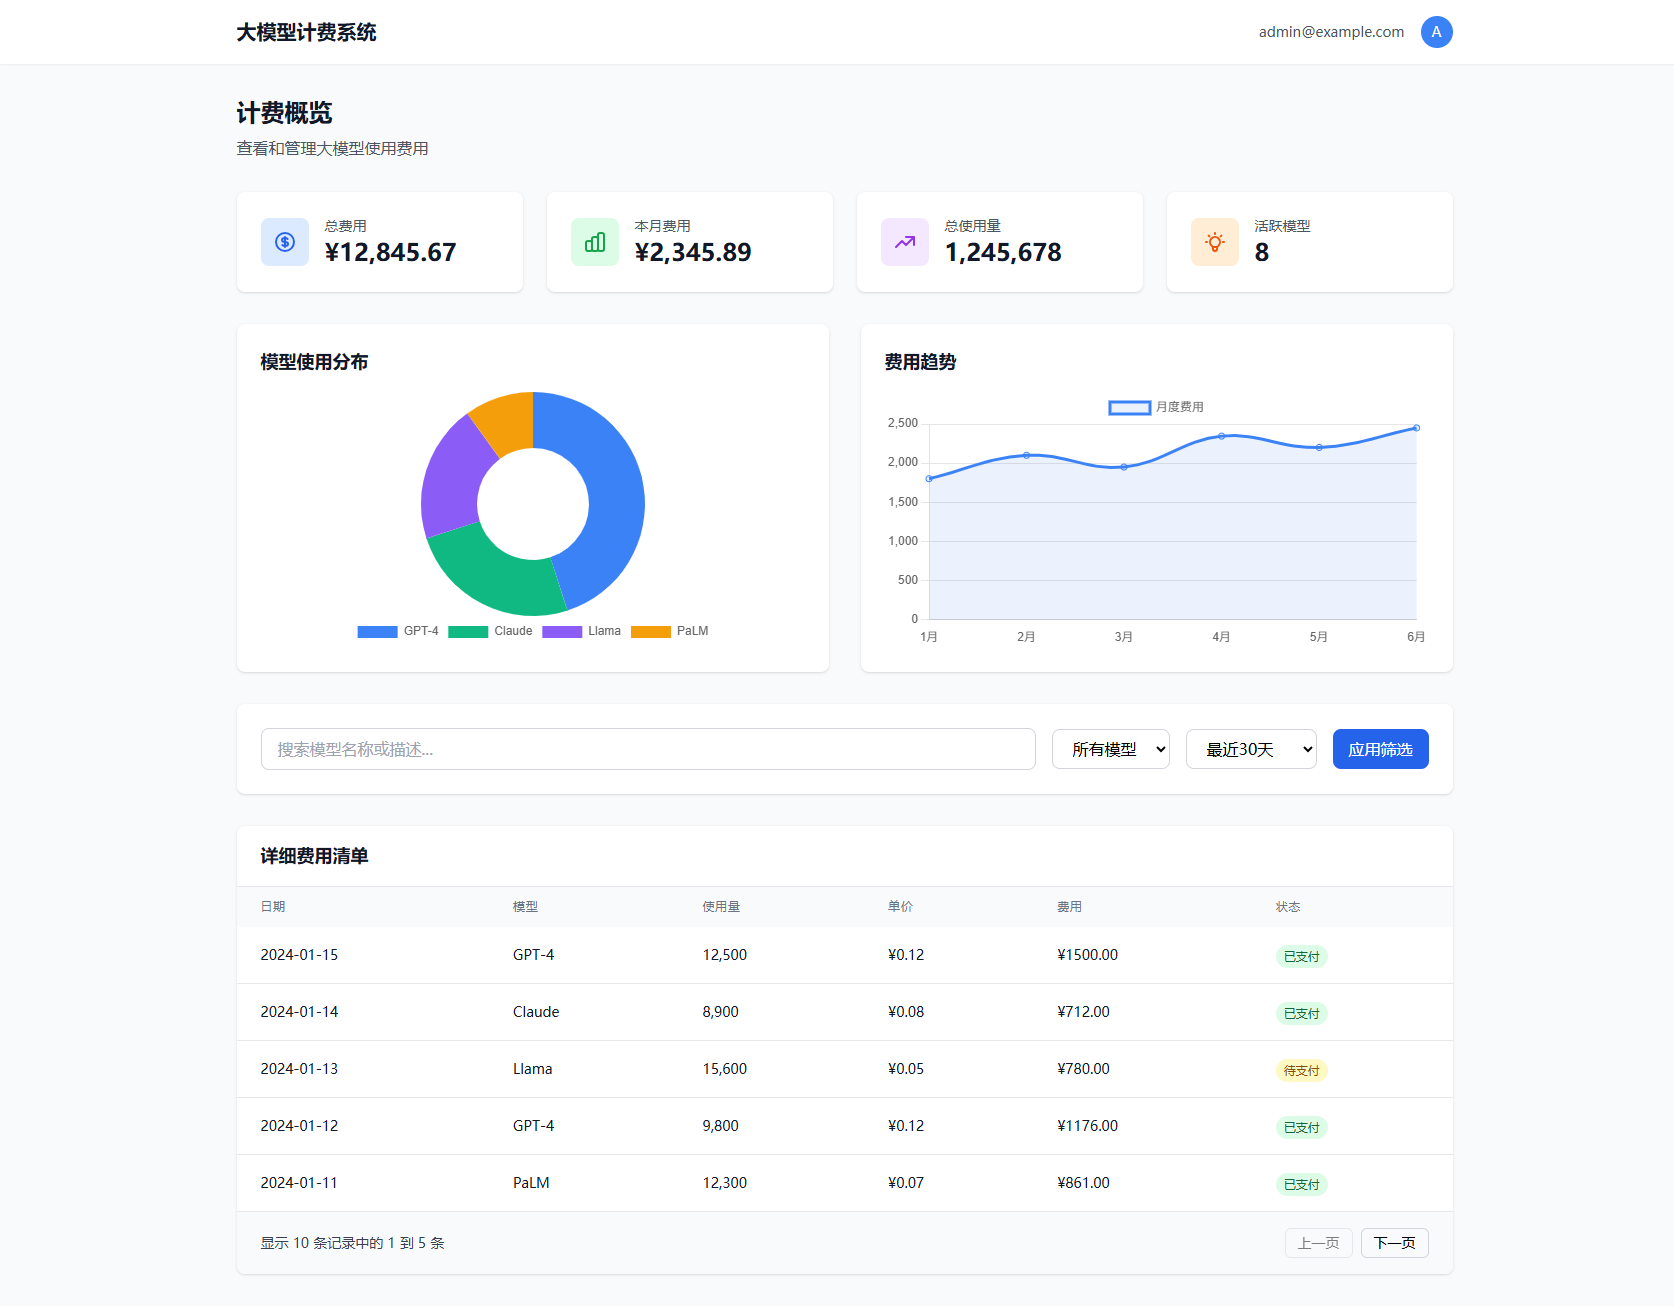 大模型计费系统
admin@example.com
A
计费概览
查看和管理大模型使用费用
总费用
¥12,845.67
本月费用
¥2,345.89
总使用量
1,245,678
活跃模型
8
模型使用分布
GPT-4 Claude Llama PaLM
费用趋势
月度费用
2,500
2,000
1,500
1,000
500
0
1月 2月 3月 4月 5月 6月
搜索模型名称或描述... 所有模型 最近30天 应用筛选
详细费用清单
日期 模型 使用量 单价 费用 状态
2024-01-15 GPT-4 12,500 ¥0.12 ¥1500.00 已支付
2024-01-14 Claude 8,900 ¥0.08 ¥712.00 已支付
2024-01-13 Llama 15,600 ¥0.05 ¥780.00 待支付
2024-01-12 GPT-4 9,800 ¥0.12 ¥1176.00 已支付
2024-01-11 PaLM 12,300 ¥0.07 ¥861.00 已支付
显示 10 条记录中的 1 到 5 条 上一页 下一页